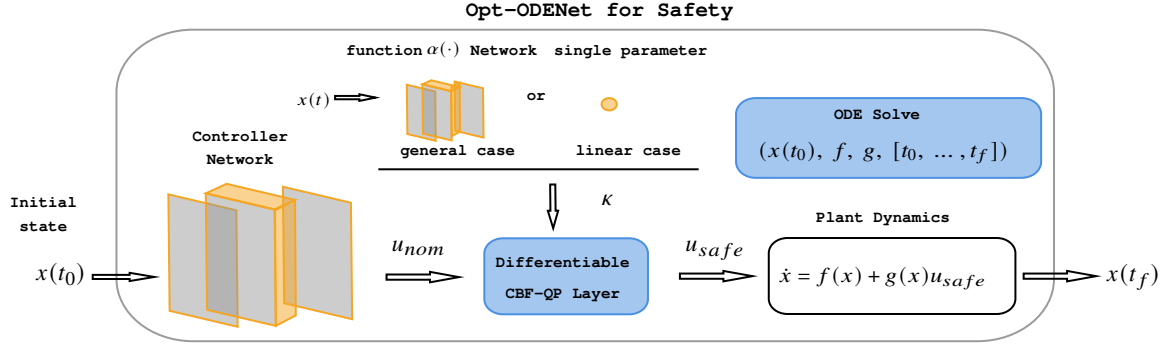 Opt-ODENet for Safety
function α(·) Network single parameter
x(t)
or
general case
linear case
ODE Solve
(x(t₀), f, g, [t₀, ... , t_f])
Controller
Network
κ
Initial
state
x(t₀)
u_nom
Differentiable
CBF-QP Layer
u_safe
Plant Dynamics
ẋ = f(x) + g(x)u_safe
x(t_f)